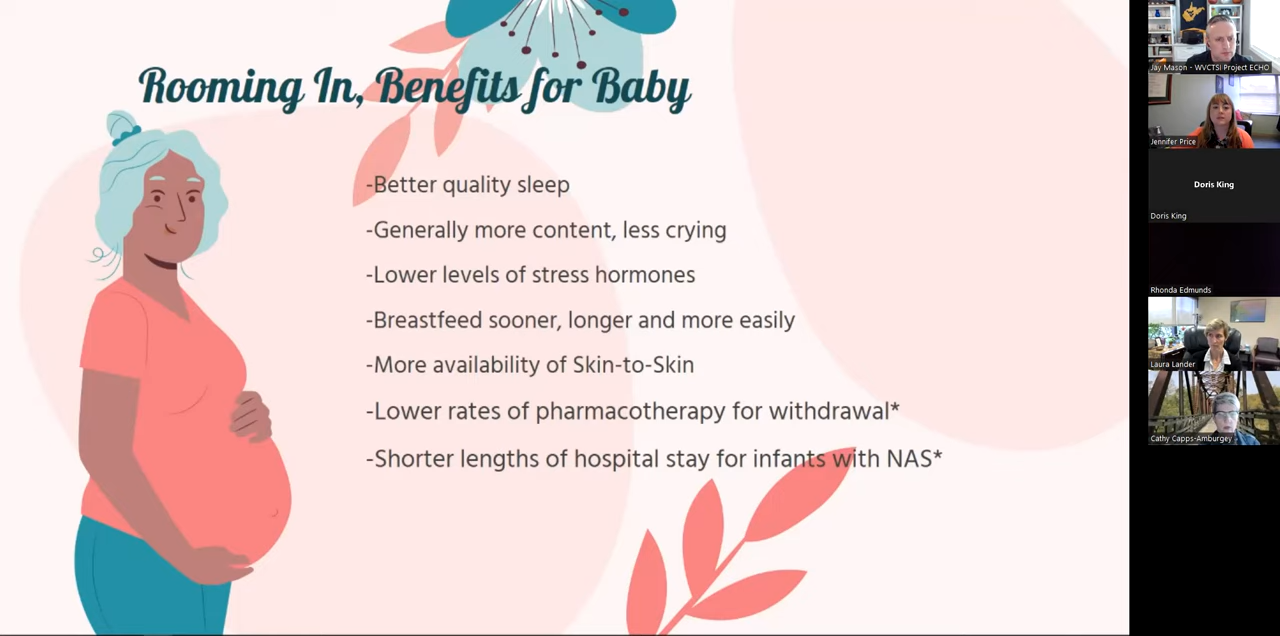 Rooming In, Benefits for Baby
-Better quality sleep
-Generally more content, less crying
-Lower levels of stress hormones
-Breastfeed sooner, longer and more easily
-More availability of Skin-to-Skin
-Lower rates of pharmacotherapy for withdrawal*
-Shorter lengths of hospital stay for infants with NAS*
Jay Mason - WVCTSI Project ECHO
Jennifer Price
Doris King
Doris King
Rhonda Edmunds
Laura Lander
Cathy Capps-Amburgey